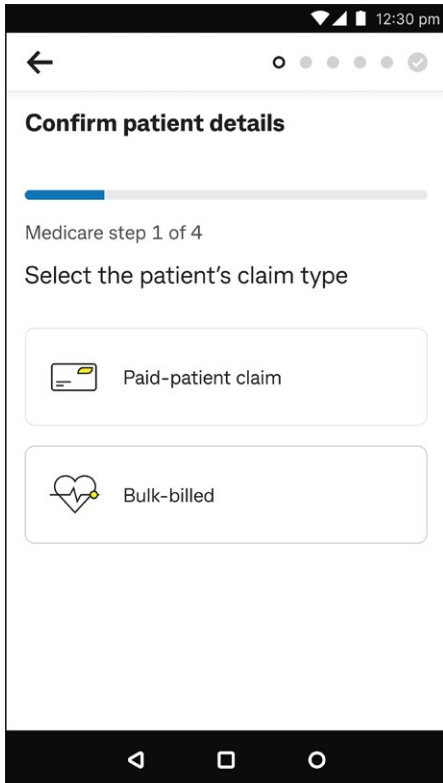 12:30 pm
Confirm patient details
Medicare step 1 of 4
Select the patient’s claim type
Paid-patient claim
Bulk-billed